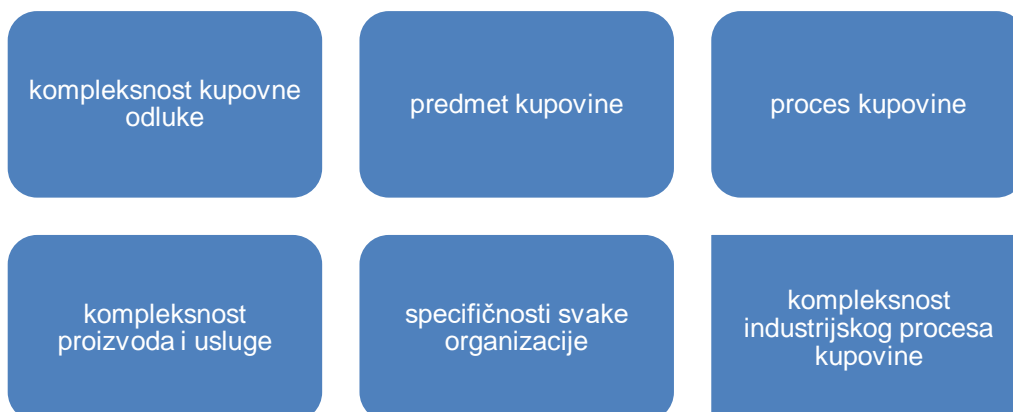 kompleksnost kupovne
odluke
predmet kupovine
proces kupovine
kompleksnost
proizvoda i usluge
specifičnosti svake
organizacije
kompleksnost
industrijskog procesa
kupovine